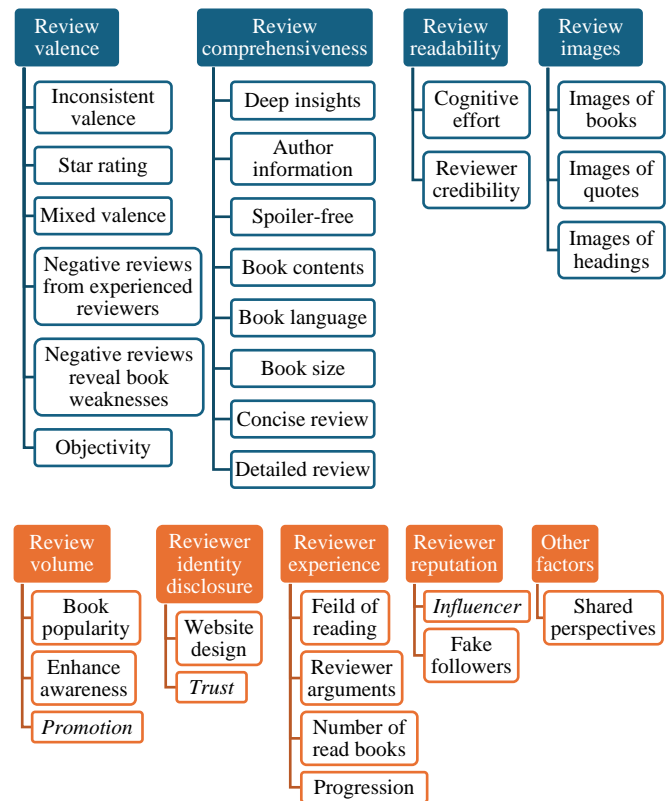 Review
valence
Inconsistent
valence
Star rating
Mixed valence
Negative reviews
from experienced
reviewers
Negative reviews
reveal book
weaknesses
Objectivity
Review
comprehensiveness
Deep insights
Author
information
Spoiler-free
Book contents
Book language
Book size
Concise review
Detailed review
Review
readability
Cognitive
effort
Reviewer
credibility
Review
images
Images of
books
Images of
quotes
Images of
headings
Review
volume
Book
popularity
Enhance
awareness
Promotion
Reviewer
identity
disclosure
Website
design
Trust
Reviewer
experience
Feild of
reading
Reviewer
arguments
Number of
read books
Progression
Reviewer
reputation
Influencer
Fake
followers
Other
factors
Shared
perspectives